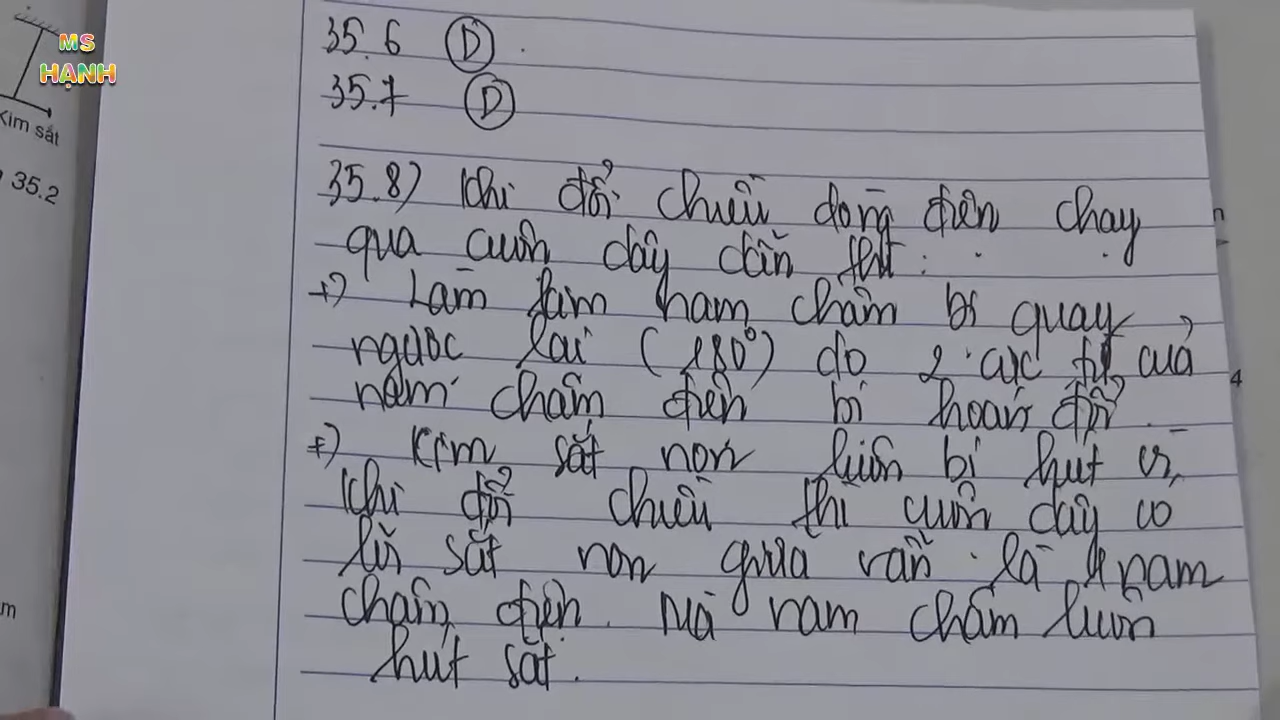 MS
HẠNH
Kim sắt
35.2
35.6 D
35.7 D
35.8) Khi đổi chiều dòng điện chạy
qua cuộn dây dẫn thì:
+) Làm kim nam châm bị quay
ngược lại (180°) do 2 cực từ của
nam châm điện bị hoán đổi.
+) Kim sắt non luôn bị hút vì
khi đổi chiều thì cuộn dây có
lõi sắt non giữa vẫn là 1 nam
châm điện. Mà nam châm luôn
hút sắt.
4